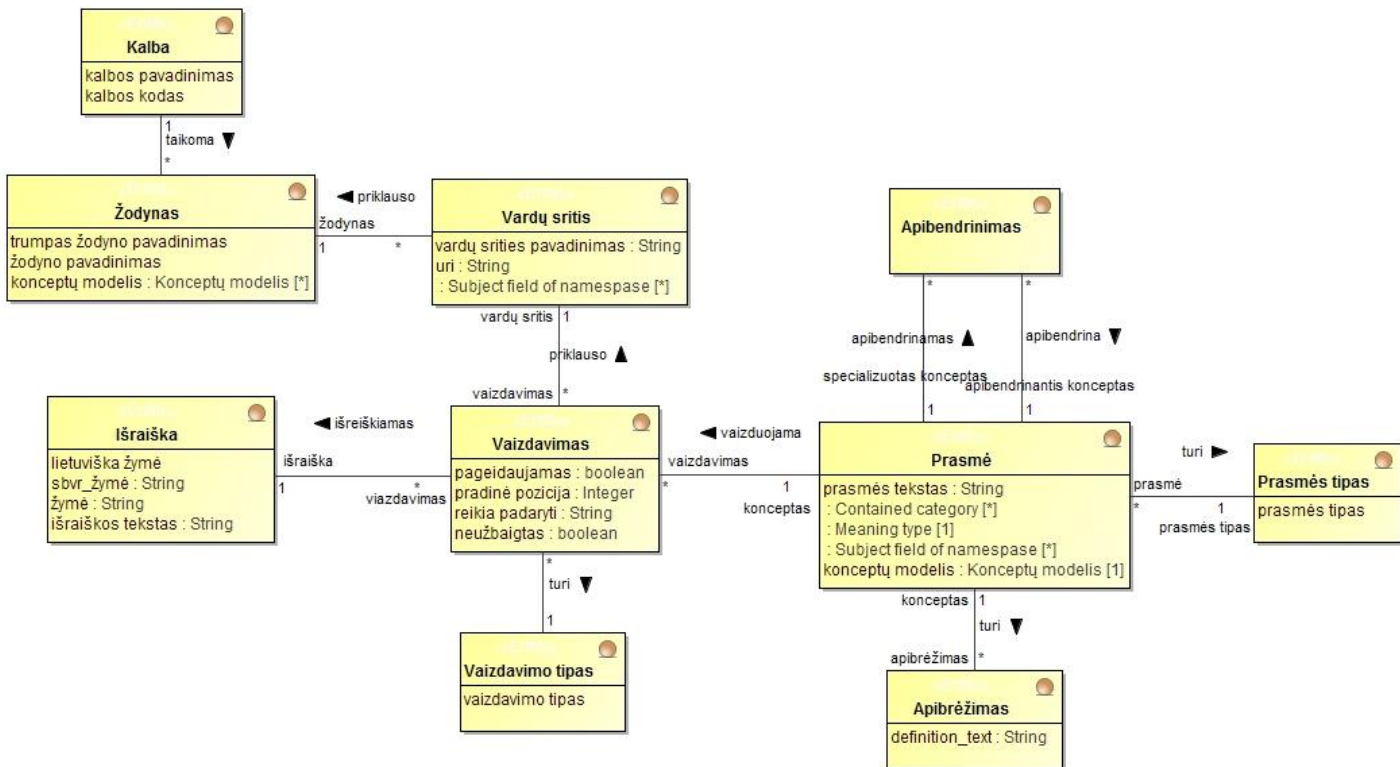 Kalba
kalbos pavadinimas
kalbos kodas
1
taikoma
*
Žodynas
trumpas žodyno pavadinimas
žodyno pavadinimas
konceptų modelis : Konceptų modelis [*]
priklauso
žodynas
1
*
Vardų sritis
vardų srities pavadinimas : String
uri : String
: Subject field of namespase [*]
vardų sritis
1
priklauso
vaizdavimas
*
Apibendrinimas
*
*
apibendrinamas
apibendrina
specializuotas konceptas
apibendrinantis konceptas
1
1
Išraiška
lietuviška žymė
sbvr_žymė : String
žymė : String
išraiškos tekstas : String
išreiškiamas
išraiška
1
*
viazdavimas
Vaizdavimas
pageidaujamas : boolean
pradinė pozicija : Integer
reikia padaryti : String
neužbaigtas : boolean
vaizduojama
vaizdavimas
*
1
konceptas
Prasmė
prasmės tekstas : String
: Contained category [*]
: Meaning type [1]
: Subject field of namespase [*]
konceptų modelis : Konceptų modelis [1]
turi
prasmė
*
1
prasmės tipas
Prasmės tipas
prasmės tipas
*
turi
1
Vaizdavimo tipas
vaizdavimo tipas
konceptas
1
turi
apibrėžimas
*
Apibrėžimas
definition_text : String